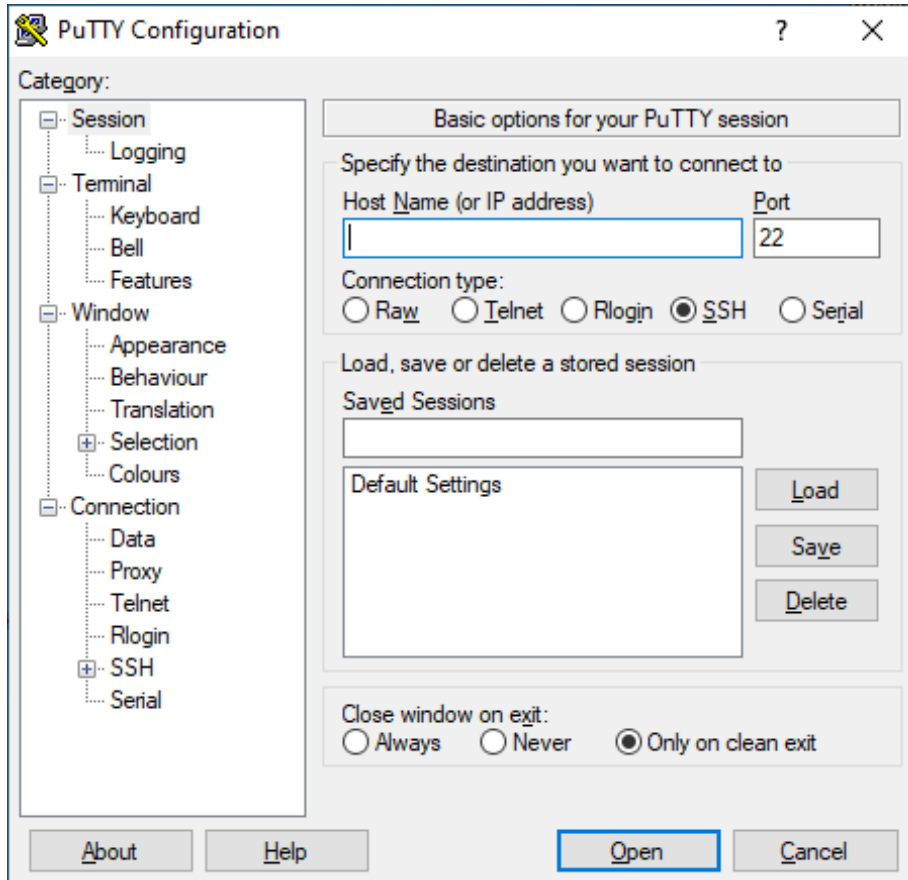 PuTTY Configuration
?
Category:
Session
Logging
Terminal
Keyboard
Bell
Features
Window
Appearance
Behaviour
Translation
Selection
Colours
Connection
Data
Proxy
Telnet
Rlogin
SSH
Serial
Basic options for your PuTTY session
Specify the destination you want to connect to
Host Name (or IP address) Port
22
Connection type:
Raw Telnet Rlogin SSH Serial
Load, save or delete a stored session
Saved Sessions
Default Settings
Load
Save
Delete
Close window on exit:
Always Never Only on clean exit
About Help Open Cancel